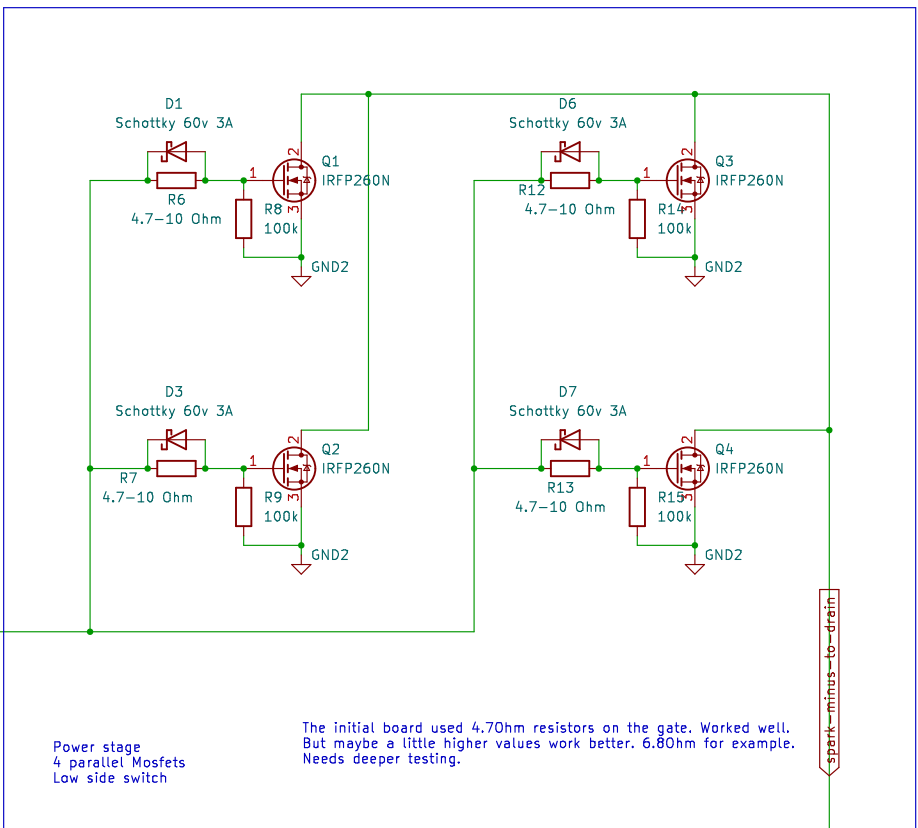 D1
Schottky 60v 3A
2
Q1
1
IRFP260N
R6
3
R8
4.7-10 Ohm
100k
GND2
D6
Schottky 60v 3A
2
Q3
1
IRFP260N
R12
3
R14
4.7-10 Ohm
100k
GND2
D3
Schottky 60v 3A
2
Q2
1
IRFP260N
R7
3
R9
4.7-10 Ohm
100k
GND2
D7
Schottky 60v 3A
2
Q4
1
IRFP260N
R13
3
R15
4.7-10 Ohm
100k
GND2
spark-minus-to-drain
The initial board used 4.7Ohm resistors on the gate. Worked well.
But maybe a little higher values work better. 6.8Ohm for example.
Needs deeper testing.
Power stage
4 parallel Mosfets
Low side switch